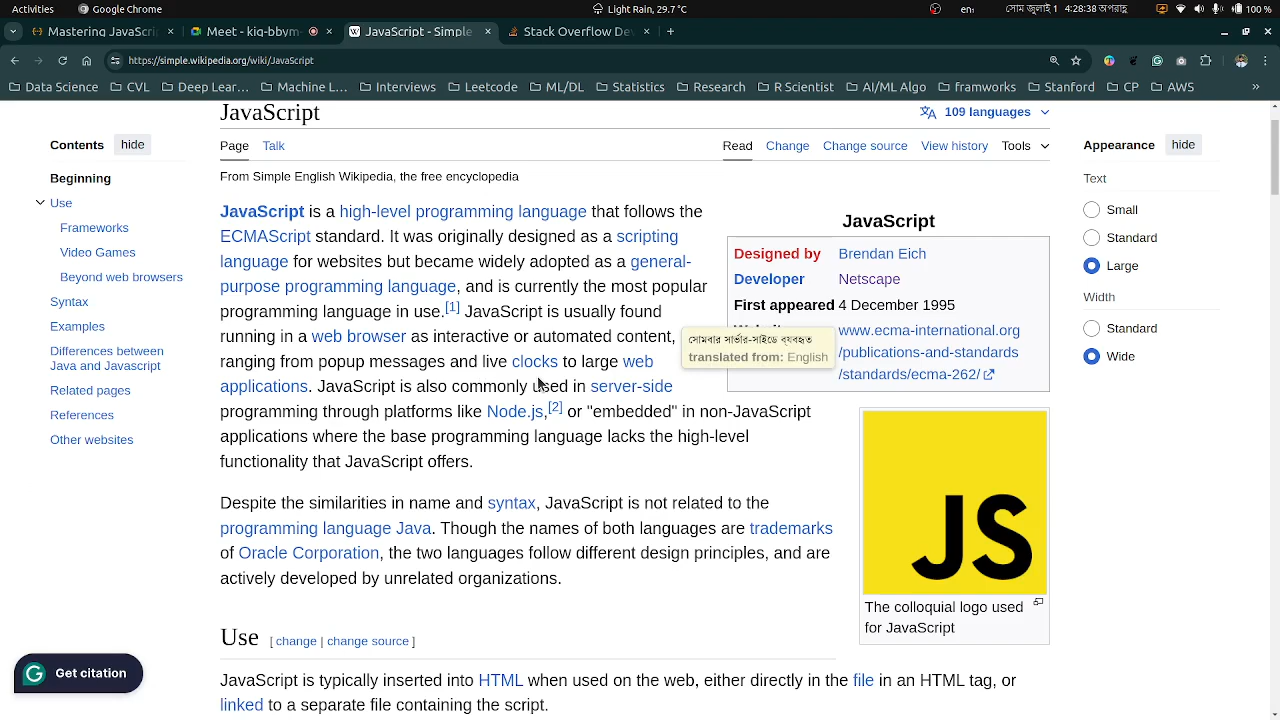 Activities Google Chrome Light Rain, 29.7 °C en 4:28:38 100 %
Meet - kiq-bbym- JavaScript - Simple
https://simple.wikipedia.org/wiki/JavaScript
Data Science CVL Deep Lear... Machine L... Interviews Leetcode ML/DL Statistics Research R Scientist AI/ML Algo framworks Stanford CP AWS »
JavaScript
109 languages
Contents hide
Page Talk Read Change Change source View history Tools
Appearance hide
From Simple English Wikipedia, the free encyclopedia
Beginning
Use
Frameworks
Video Games
Beyond web browsers
Syntax
Examples
Differences between
Java and Javascript
Related pages
References
Other websites
JavaScript is a high-level programming language that follows the
ECMAScript standard. It was originally designed as a scripting
language for websites but became widely adopted as a general-
purpose programming language, and is currently the most popular
programming language in use.[1] JavaScript is usually found
running in a web browser as interactive or automated content,
ranging from popup messages and live clocks to large web
applications. JavaScript is also commonly used in server-side
programming through platforms like Node.js,[2] or "embedded" in non-JavaScript
applications where the base programming language lacks the high-level
functionality that JavaScript offers.
Despite the similarities in name and syntax, JavaScript is not related to the
programming language Java. Though the names of both languages are trademarks
of Oracle Corporation, the two languages follow different design principles, and are
actively developed by unrelated organizations.
Use [ change | change source ]
JavaScript is typically inserted into HTML when used on the web, either directly in the file in an HTML tag, or
linked to a separate file containing the script.
JavaScript
Designed by Brendan Eich
Developer Netscape
First appeared 4 December 1995
www.ecma-international.org
/publications-and-standards
/standards/ecma-262/
সোমবার সার্ভার-সাইডে ব্যবহৃত
translated from: English
JS
The colloquial logo used
for JavaScript
Text
Small
Standard
Large
Width
Standard
Wide
Get citation